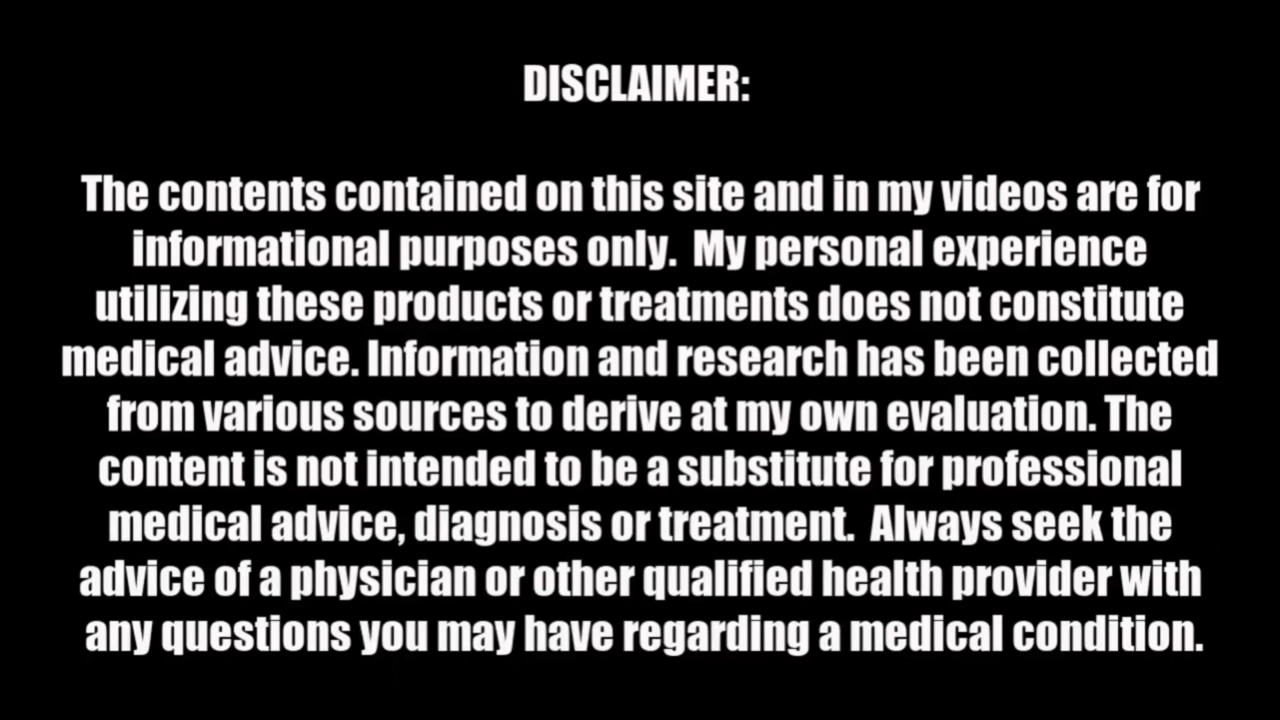 DISCLAIMER:
The contents contained on this site and in my videos are for
informational purposes only.  My personal experience
utilizing these products or treatments does not constitute
medical advice. Information and research has been collected
from various sources to derive at my own evaluation. The
content is not intended to be a substitute for professional
medical advice, diagnosis or treatment.  Always seek the
advice of a physician or other qualified health provider with
any questions you may have regarding a medical condition.